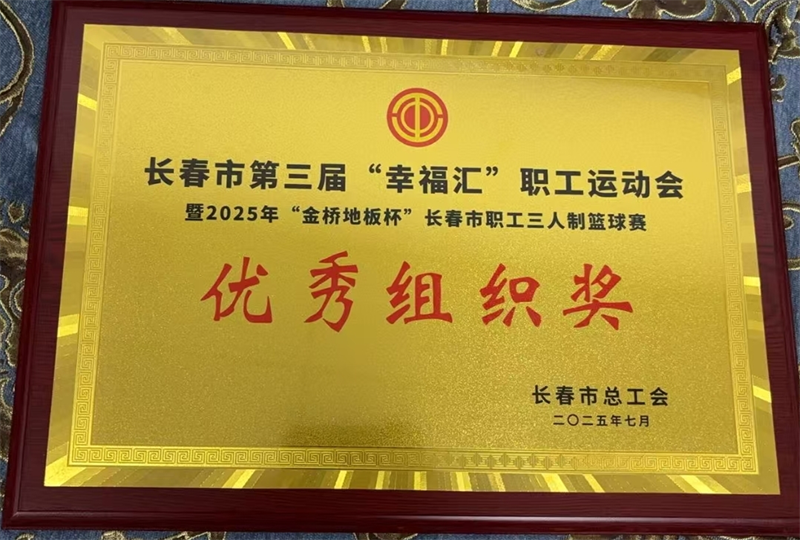 长春市第三届“幸福汇”职工运动会
暨2025年“金桥地板杯”长春市职工三人制篮球赛
优秀组织奖
长春市总工会
二〇二五年七月